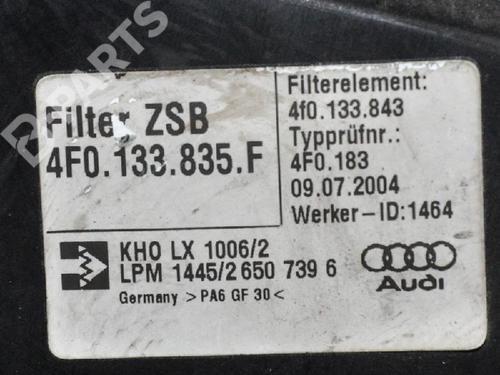 Filter ZSB
4F0.133.835.F
Filterelement:
4f0.133.843
Typprüfnr.:
4F0.183
09.07.2004
Werker-ID:1464
KHO LX 1006/2
LPM 1445/2 650 739 6
Germany >PA6 GF 30<
Audi
B-PARTS